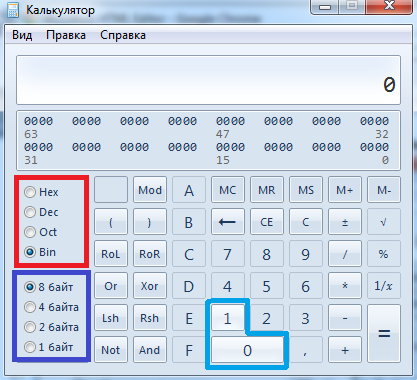 Калькулятор
Вид Правка Справка
0
0000 0000 0000 0000 0000 0000 0000 0000
63 47 32
0000 0000 0000 0000 0000 0000 0000 0000
31 15 0
Hex Mod A MC MR MS M+ M-
Dec
Oct ( ) B ← CE C ± √
Bin RoL RoR C 7 8 9 / %
8 байт Or Xor D 4 5 6 * 1/x
4 байта
2 байта Lsh Rsh E 1 2 3 - =
1 байт Not And F 0 , +